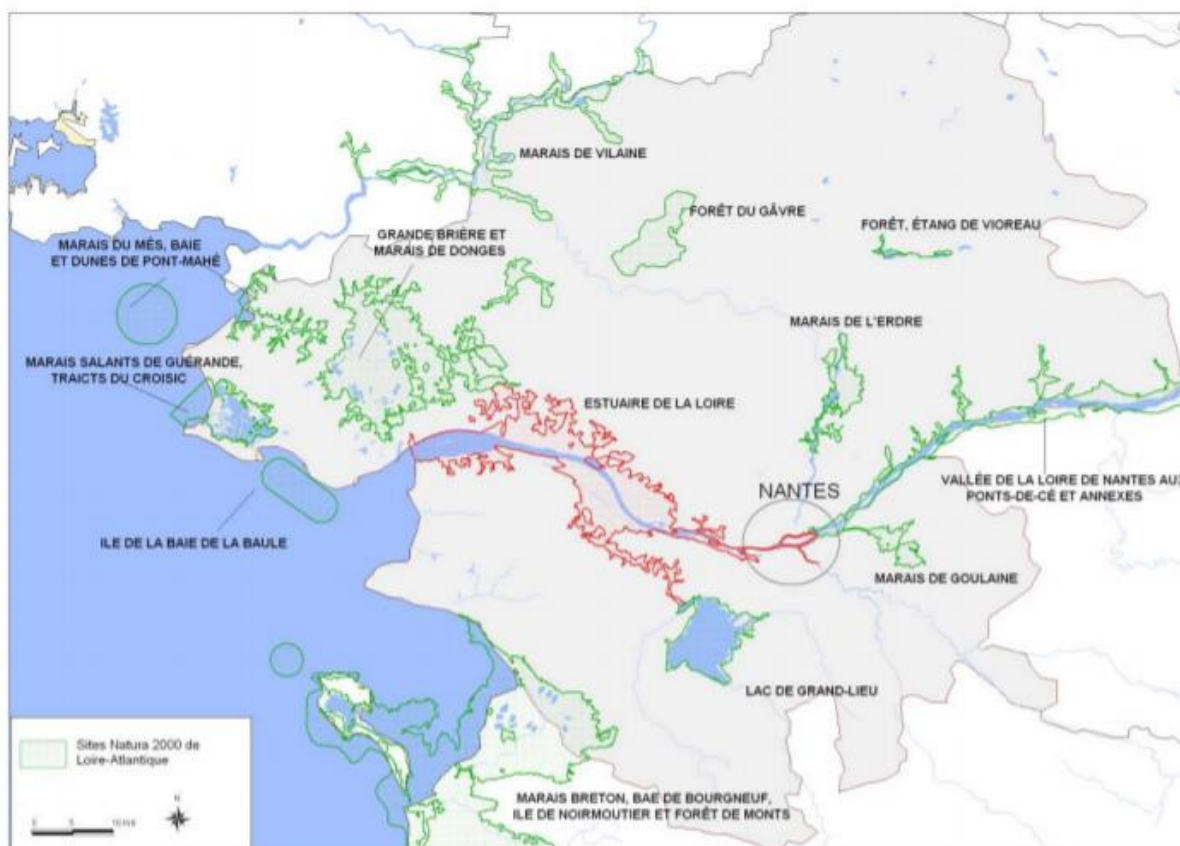 MARAIS DE VILAINE
FORÊT DU GÂVRE
FORÊT, ÉTANG DE VIOREAU
GRANDE BRIÈRE ET
MARAIS DE DONGES
MARAIS DU MÈS, BAIE
ET DUNES DE PONT-MAHÉ
MARAIS DE L'ERDRE
MARAIS SALANTS DE GUÉRANDE,
TRAICTS DU CROISIC
ESTUAIRE DE LA LOIRE
NANTES
VALLÉE DE LA LOIRE DE NANTES AUX
PONTS-DE-CÉ ET ANNEXES
ILE DE LA BAIE DE LA BAULE
MARAIS DE GOULAINE
LAC DE GRAND-LIEU
Sites Natura 2000 de
Loire-Atlantique
N
0 5 10 Km
MARAIS BRETON, BAE DE BOURGNEUF,
ILE DE NOIRMOUTIER ET FORÊT DE MONTS